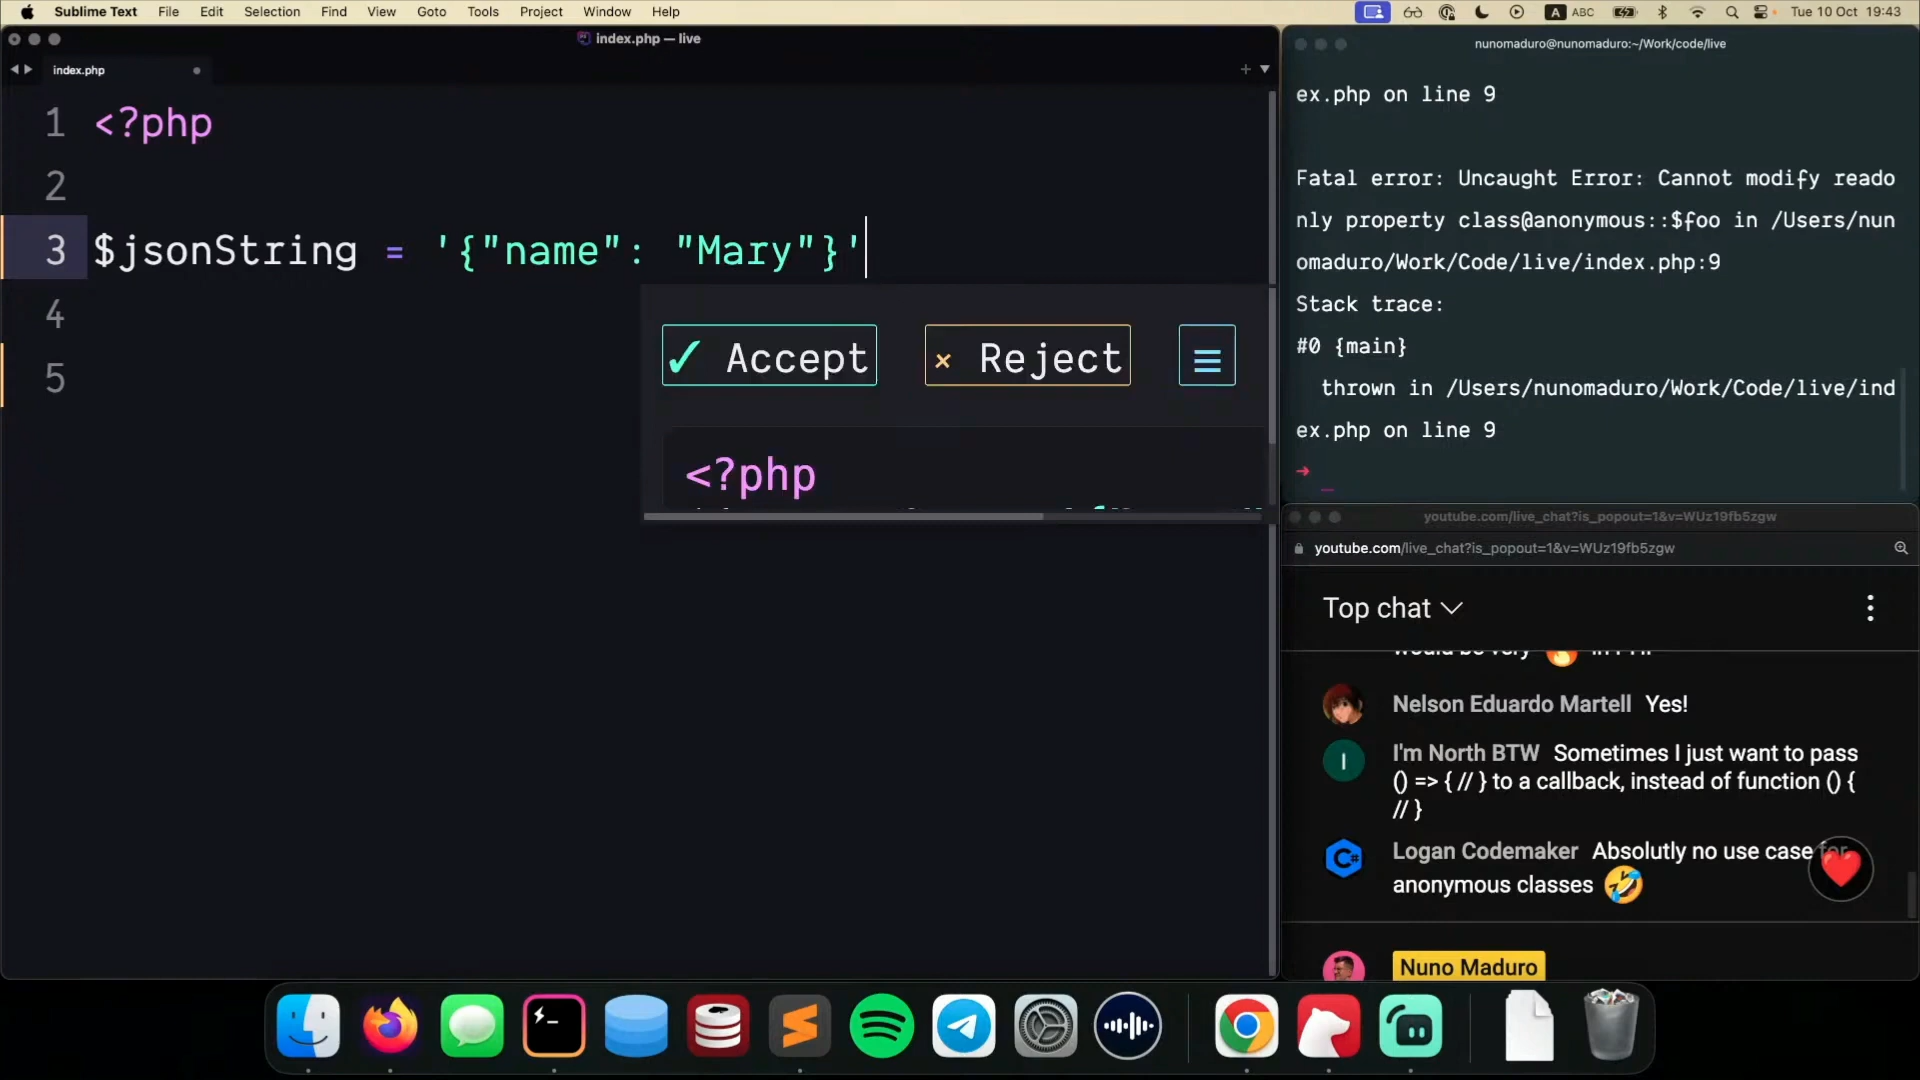 Sublime Text File Edit Selection Find View Goto Tools Project Window Help
A ABC Tue 10 Oct 19:43
index.php — live
index.php
1 <?php
2
3 $jsonString = '{"name": "Mary"}'
4
5
✓ Accept × Reject ≡
<?php
nunomaduro@nunomaduro:~/Work/code/live
ex.php on line 9
Fatal error: Uncaught Error: Cannot modify reado
nly property class@anonymous::$foo in /Users/nun
omaduro/Work/Code/live/index.php:9
Stack trace:
#0 {main}
thrown in /Users/nunomaduro/Work/Code/live/ind
ex.php on line 9
➜ _
youtube.com/live_chat?is_popout=1&v=WUz19fb5zgw
youtube.com/live_chat?is_popout=1&v=WUz19fb5zgw
Top chat
would be very 🔥
Nelson Eduardo Martell Yes!
I
I'm North BTW Sometimes I just want to pass
() => { // } to a callback, instead of function () {
// }
Logan Codemaker Absolutly no use case for
anonymous classes 🤣
Nuno Maduro